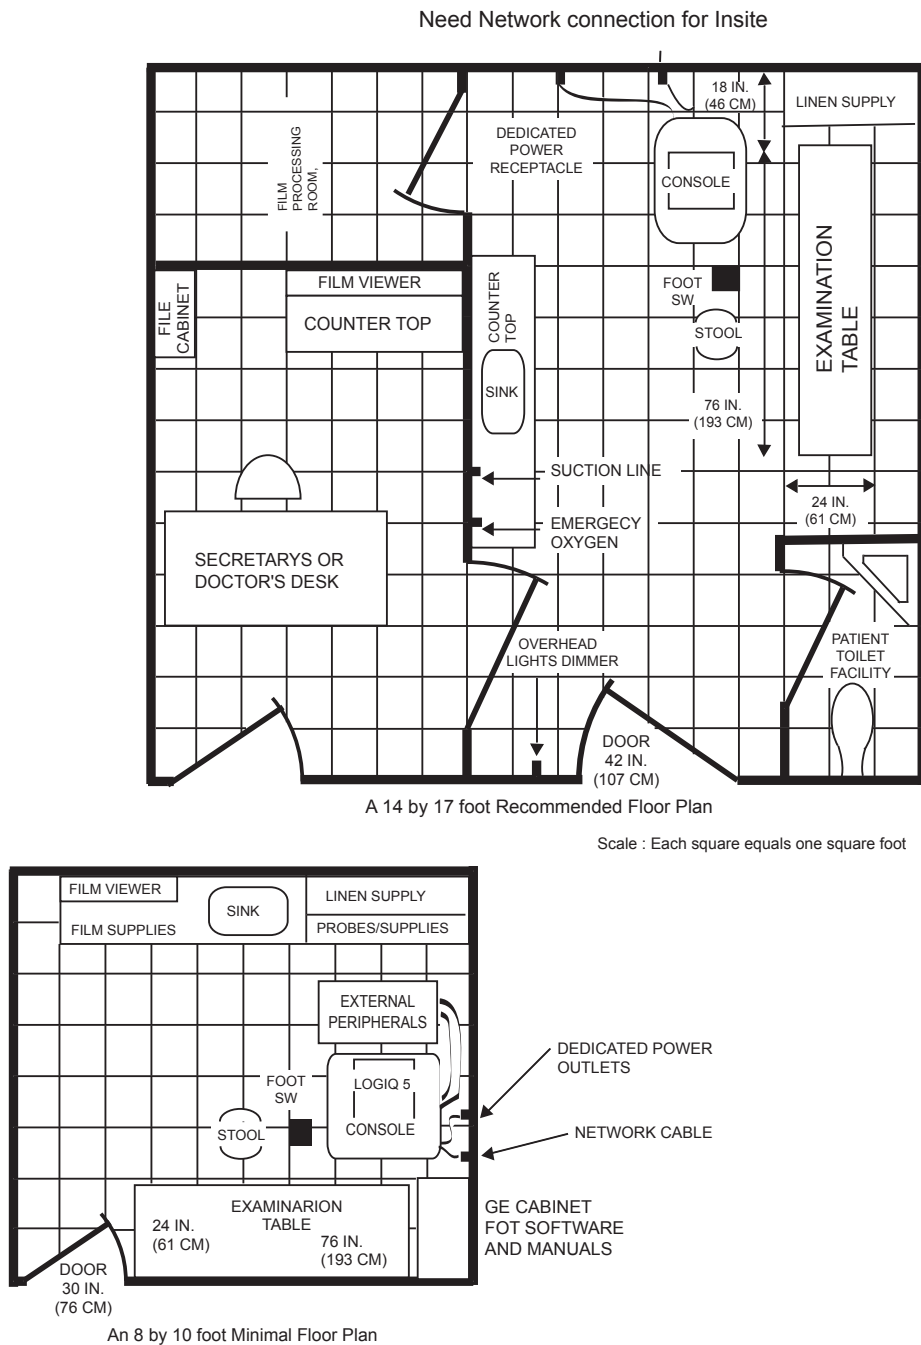 Need Network connection for Insite
18 IN.
(46 CM)
LINEN SUPPLY
DEDICATED
POWER
RECEPTACLE
FILM
PROCESSING
ROOM,
CONSOLE
EXAMINATION
TABLE
FOOT
SW
STOOL
FILM VIEWER
COUNTER TOP
FILE
CABINET
COUNTER
TOP
SINK
76 IN.
(193 CM)
SUCTION LINE
24 IN.
(61 CM)
EMERGECY
OXYGEN
SECRETARYS OR
DOCTOR'S DESK
OVERHEAD
LIGHTS DIMMER
PATIENT
TOILET
FACILITY
DOOR
42 IN.
(107 CM)
A 14 by 17 foot Recommended Floor Plan
Scale : Each square equals one square foot
FILM VIEWER
FILM SUPPLIES
SINK
LINEN SUPPLY
PROBES/SUPPLIES
EXTERNAL
PERIPHERALS
DEDICATED POWER
OUTLETS
FOOT
SW
LOGIQ 5
CONSOLE
STOOL
NETWORK CABLE
EXAMINARION
TABLE
24 IN.
(61 CM)
76 IN.
(193 CM)
GE CABINET
FOT SOFTWARE
AND MANUALS
DOOR
30 IN.
(76 CM)
An 8 by 10 foot Minimal Floor Plan